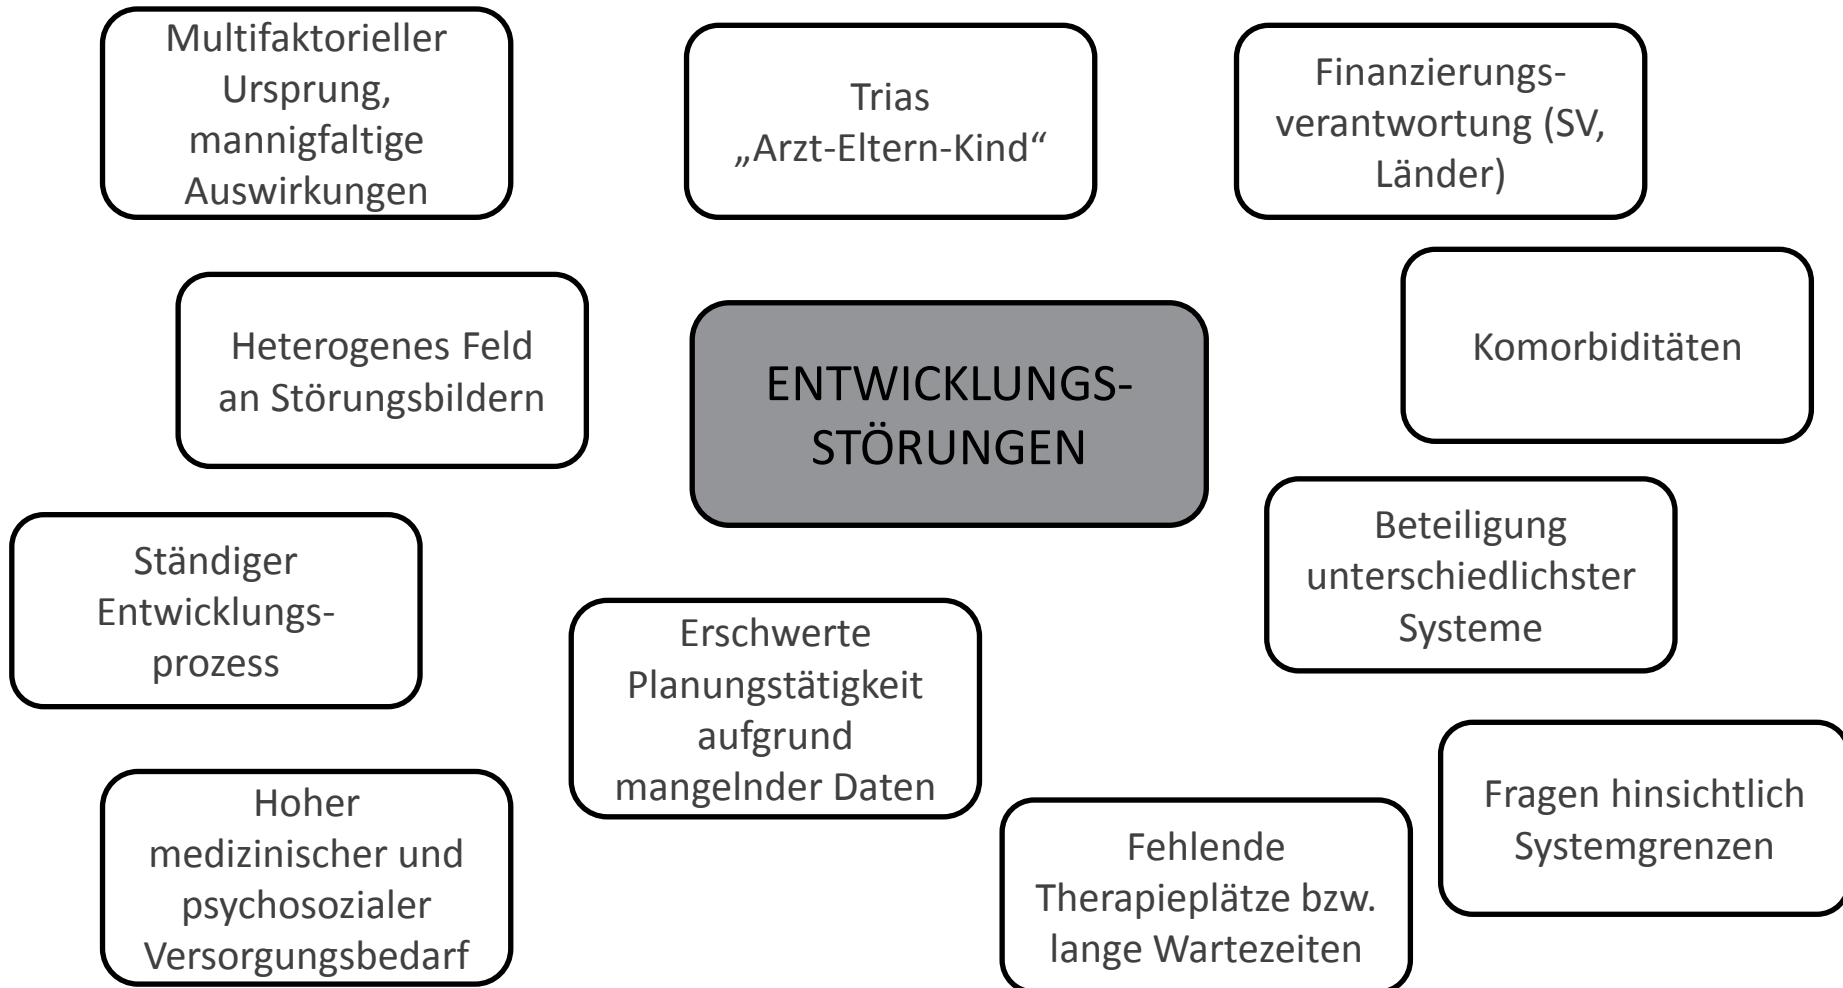 Multifaktorieller
Ursprung,
mannigfaltige
Auswirkungen
Trias
„Arzt-Eltern-Kind“
Finanzierungs-
verantwortung (SV,
Länder)
Heterogenes Feld
an Störungsbildern
ENTWICKLUNGS-
STÖRUNGEN
Komorbiditäten
Ständiger
Entwicklungs-
prozess
Erschwerte
Planungstätigkeit
aufgrund
mangelnder Daten
Beteiligung
unterschiedlichster
Systeme
Hoher
medizinischer und
psychosozialer
Versorgungsbedarf
Fehlende
Therapieplätze bzw.
lange Wartezeiten
Fragen hinsichtlich
Systemgrenzen